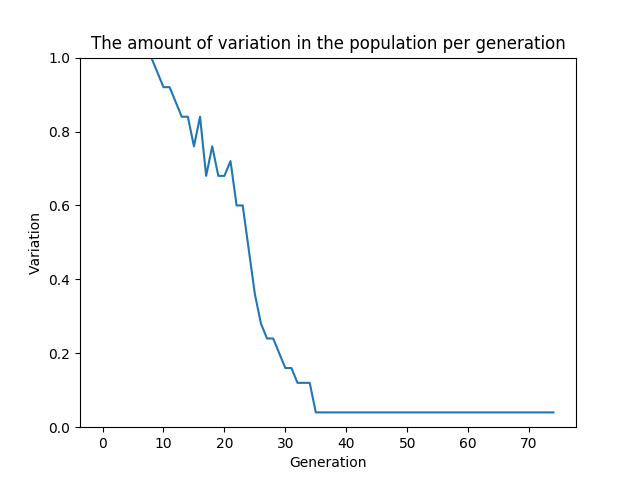 The amount of variation in the population per generation
1.0
0.8
0.6
0.4
0.2
0.0
Variation
0 10 20 30 40 50 60 70
Generation